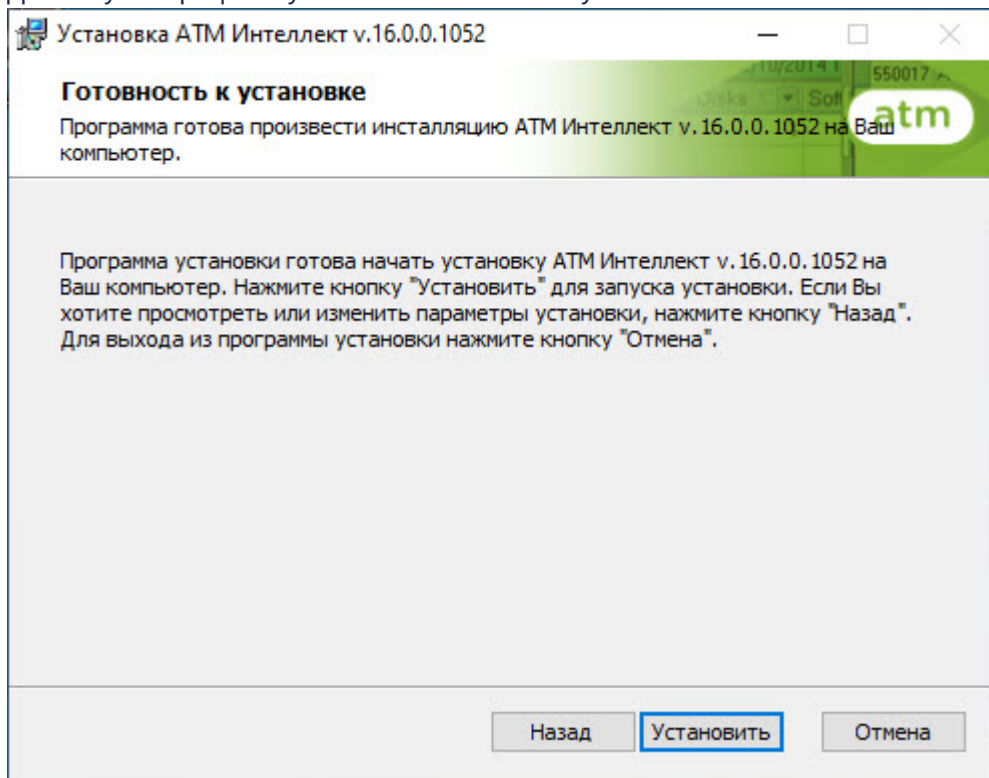 Установка АТМ Интеллект v.16.0.0.1052
550017
Disks
Soft
atm
Готовность к установке
Программа готова произвести инсталляцию АТМ Интеллект v.16.0.0.1052 на Ваш
компьютер.
Программа установки готова начать установку АТМ Интеллект v.16.0.0.1052 на
Ваш компьютер. Нажмите кнопку "Установить" для запуска установки. Если Вы
хотите просмотреть или изменить параметры установки, нажмите кнопку "Назад".
Для выхода из программы установки нажмите кнопку "Отмена".
Назад
Установить
Отмена